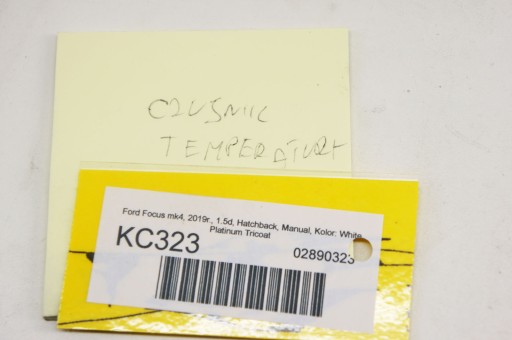 CZUJNIK
TEMPERATURY
Ford Focus mk4, 2019r., 1.5d, Hatchback, Manual, Kolor: White
Platinum Tricoat
KC323
02890323